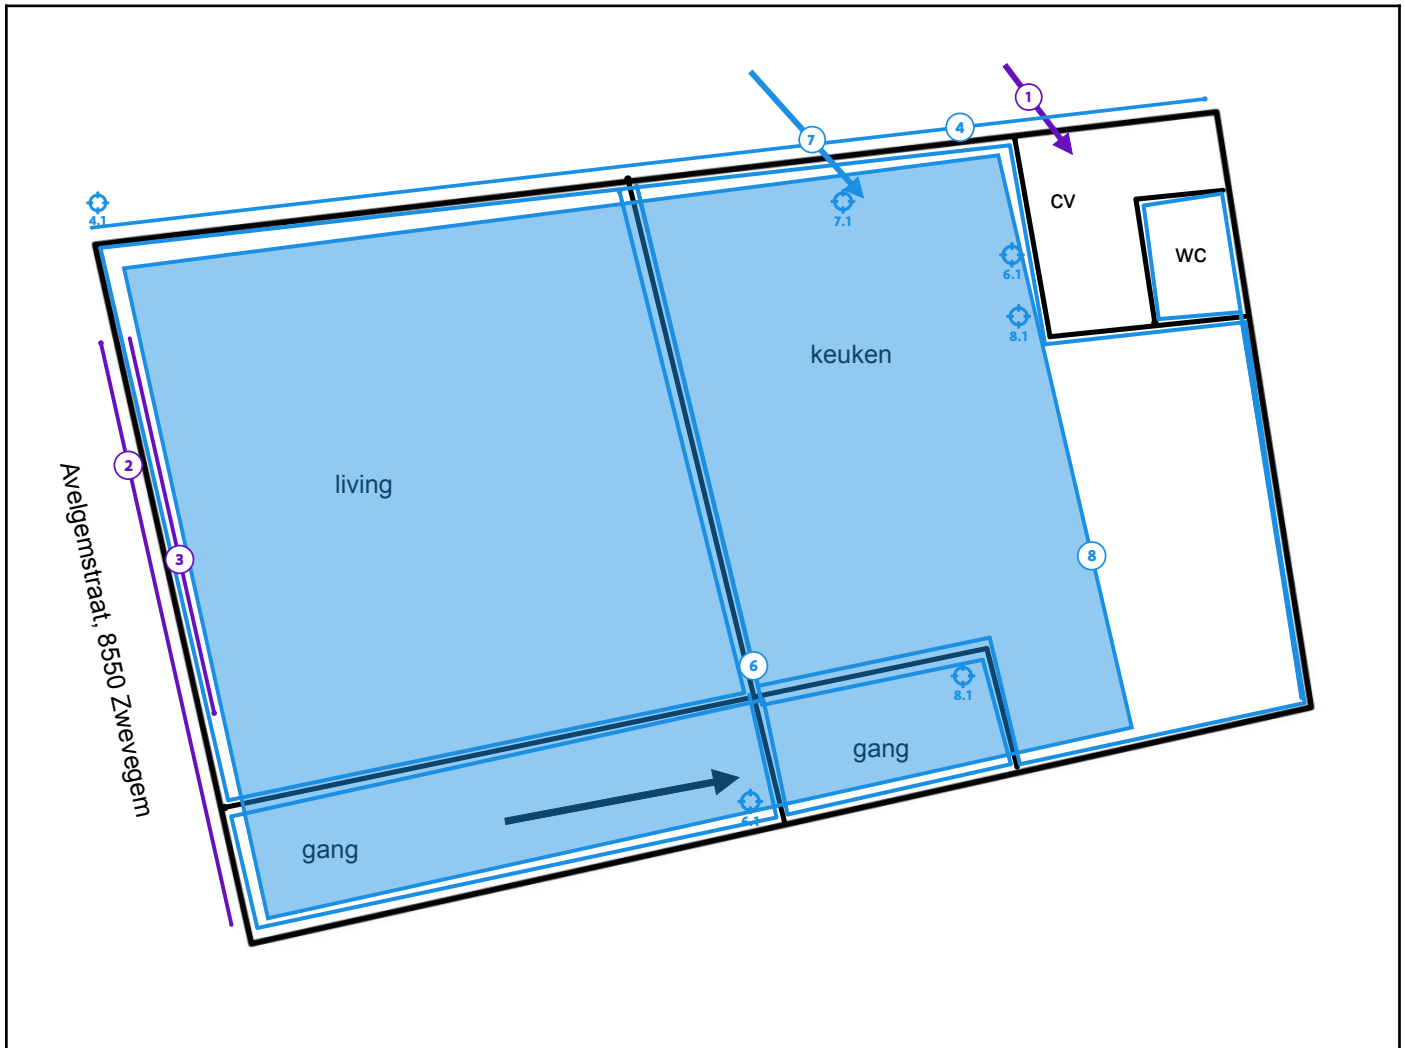 1
7
4
4.1
cv
7.1
wc
6.1
8.1
keuken
2
living
3
8
Avelgemstraat, 8550 Zwevegem
6
8.1
gang
6.1
gang